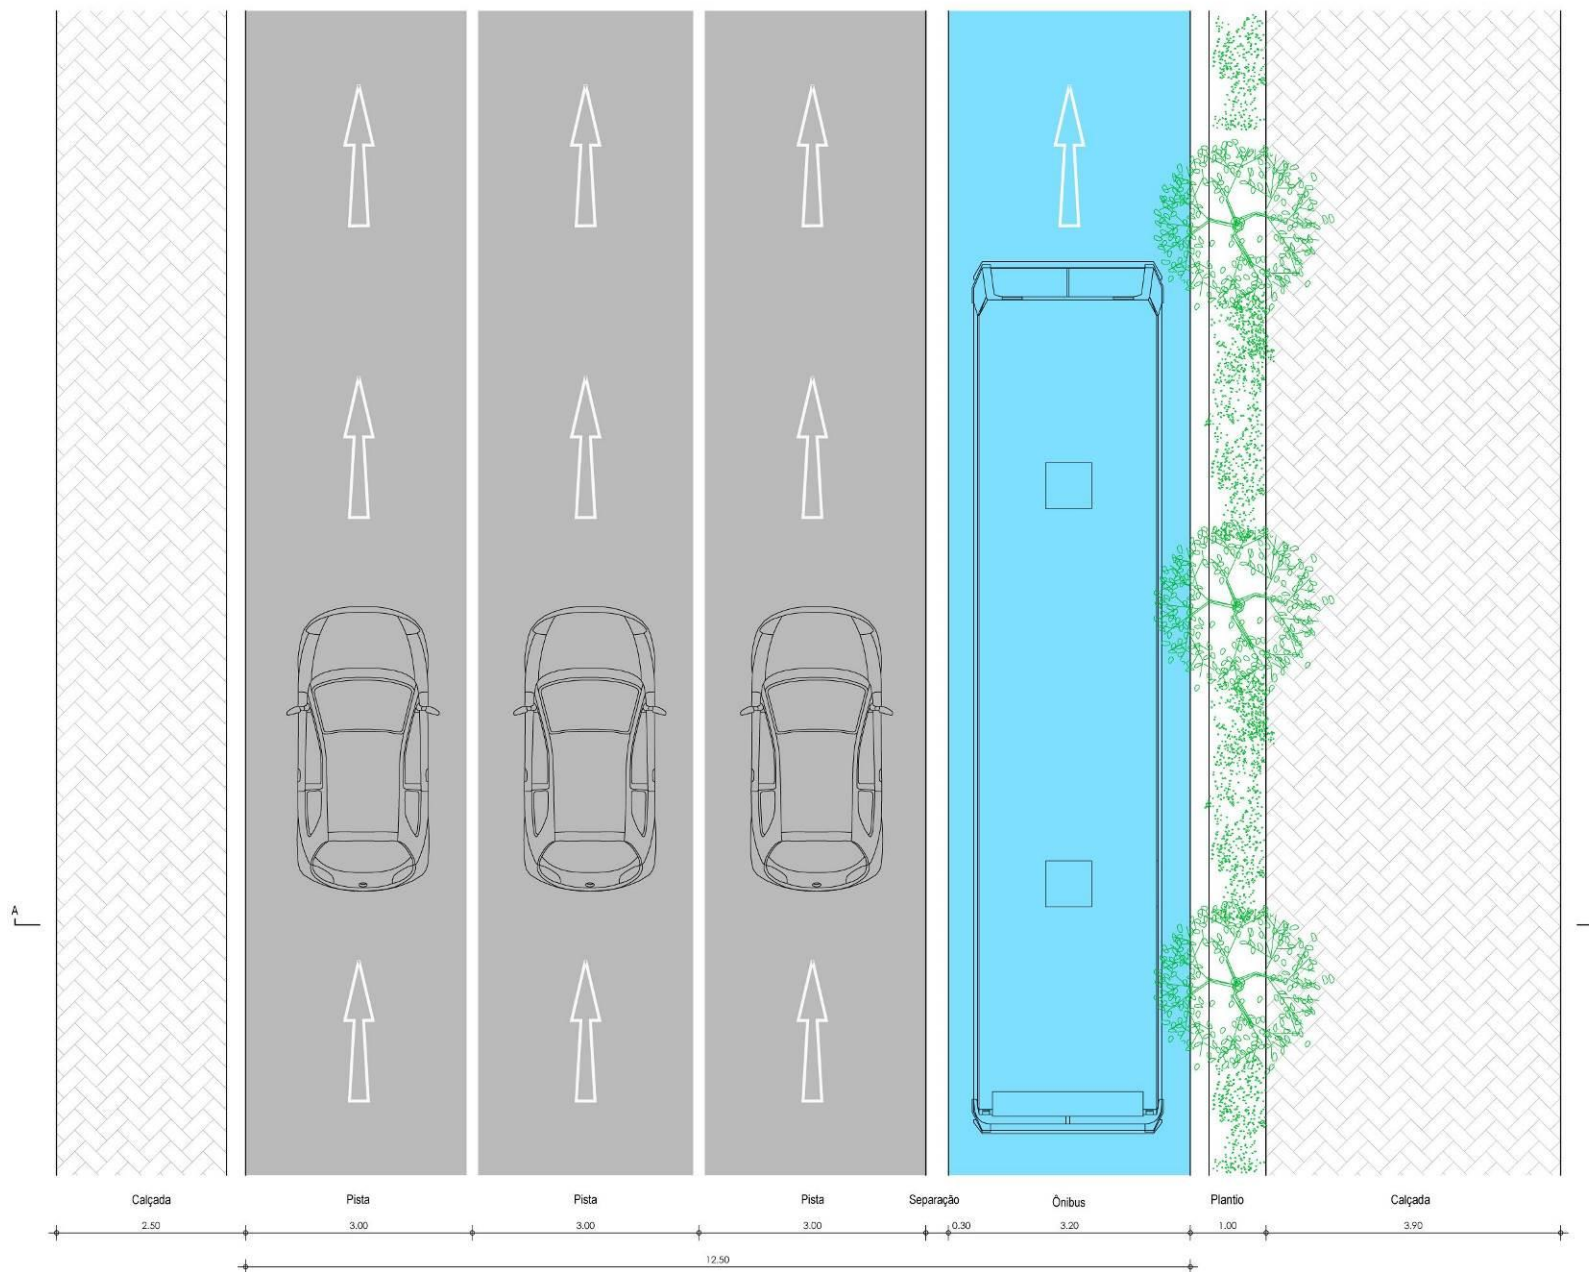 A
Calçada Pista Pista Pista Separação Ônibus Plantio Calçada
2.50 3.00 3.00 3.00 0.30 3.20 1.00 3.90
12.50